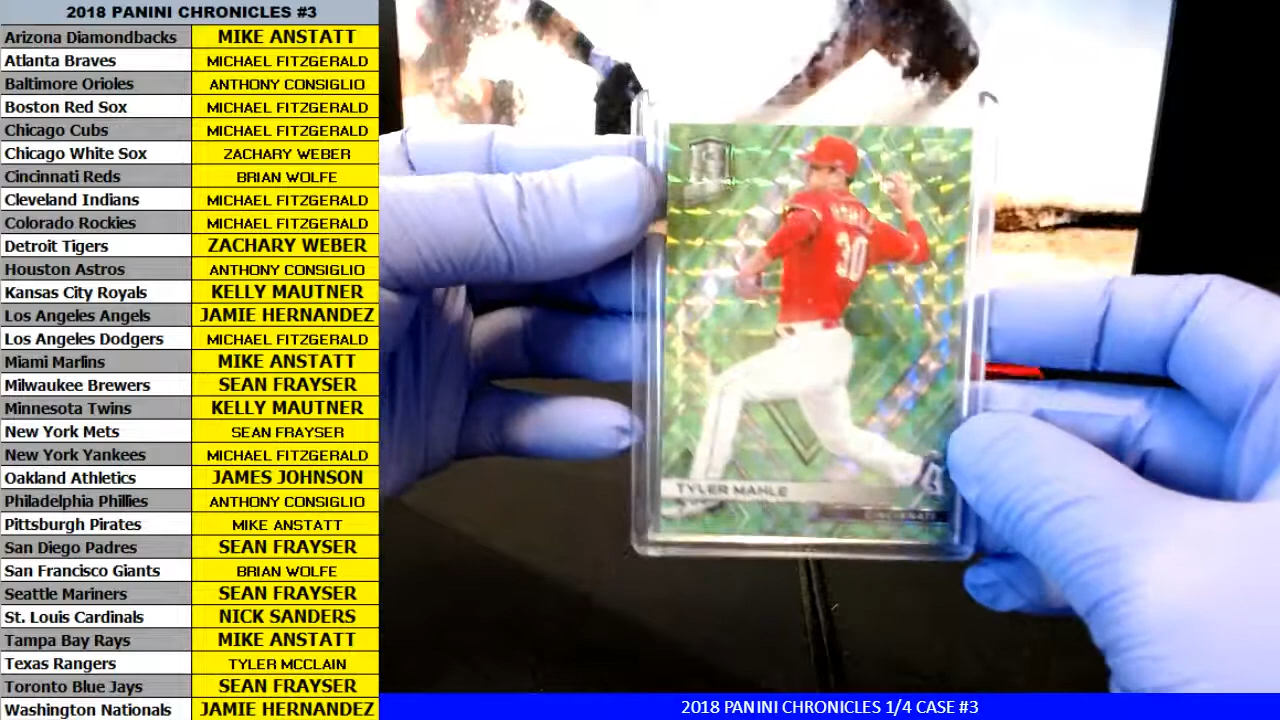 2018 PANINI CHRONICLES #3
Arizona Diamondbacks MIKE ANSTATT
Atlanta Braves MICHAEL FITZGERALD
Baltimore Orioles ANTHONY CONSIGLIO
Boston Red Sox MICHAEL FITZGERALD
Chicago Cubs MICHAEL FITZGERALD
Chicago White Sox ZACHARY WEBER
Cincinnati Reds BRIAN WOLFE
Cleveland Indians MICHAEL FITZGERALD
Colorado Rockies MICHAEL FITZGERALD
Detroit Tigers ZACHARY WEBER
Houston Astros ANTHONY CONSIGLIO
Kansas City Royals KELLY MAUTNER
Los Angeles Angels JAMIE HERNANDEZ
Los Angeles Dodgers MICHAEL FITZGERALD
Miami Marlins MIKE ANSTATT
Milwaukee Brewers SEAN FRAYSER
Minnesota Twins KELLY MAUTNER
New York Mets SEAN FRAYSER
New York Yankees MICHAEL FITZGERALD
Oakland Athletics JAMES JOHNSON
Philadelphia Phillies ANTHONY CONSIGLIO
Pittsburgh Pirates MIKE ANSTATT
San Diego Padres SEAN FRAYSER
San Francisco Giants BRIAN WOLFE
Seattle Mariners SEAN FRAYSER
St. Louis Cardinals NICK SANDERS
Tampa Bay Rays MIKE ANSTATT
Texas Rangers TYLER MCCLAIN
Toronto Blue Jays SEAN FRAYSER
Washington Nationals JAMIE HERNANDEZ
MAHLE
30
TYLER MAHLE
CINCINNATI
2018 PANINI CHRONICLES 1/4 CASE #3